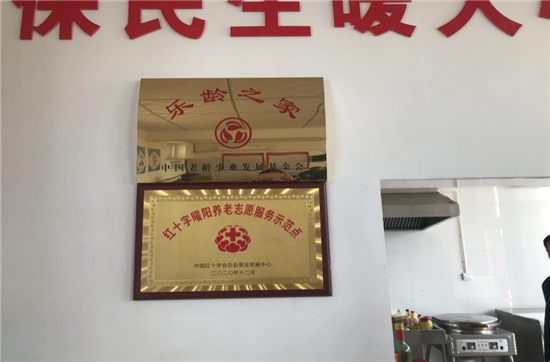 保民生暖人
乐龄之家
中国老龄事业发展基金会
红十字曜阳养老志愿服务示范点
中国红十字会总会事业发展中心
二〇二〇年十二月